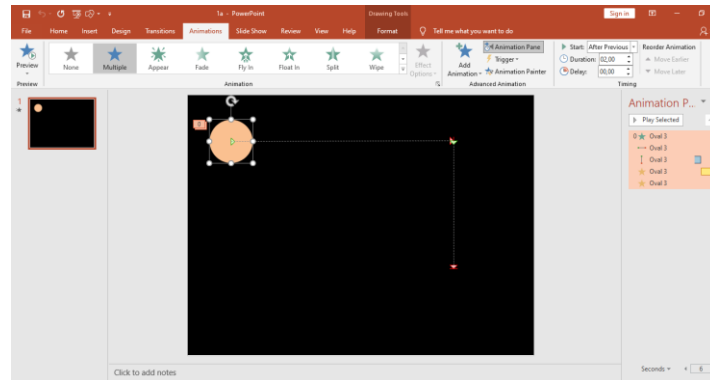 1a - PowerPoint
Drawing Tools
Sign in
File Home Insert Design Transitions Animations Slide Show Review View Help Format Tell me what you want to do
Preview
None
Multiple
Appear
Fade
Fly In
Float In
Split
Wipe
Effect
Options
Add
Animation
Animation Pane
Trigger
Animation Painter
Start: After Previous
Duration: 02,00
Delay: 00,00
Reorder Animation
Move Earlier
Move Later
Preview
Animation
Advanced Animation
Timing
1
0
Animation P...
Play Selected
0 Oval 3
Oval 3
Oval 3
Oval 3
Oval 3
Click to add notes
Seconds
6